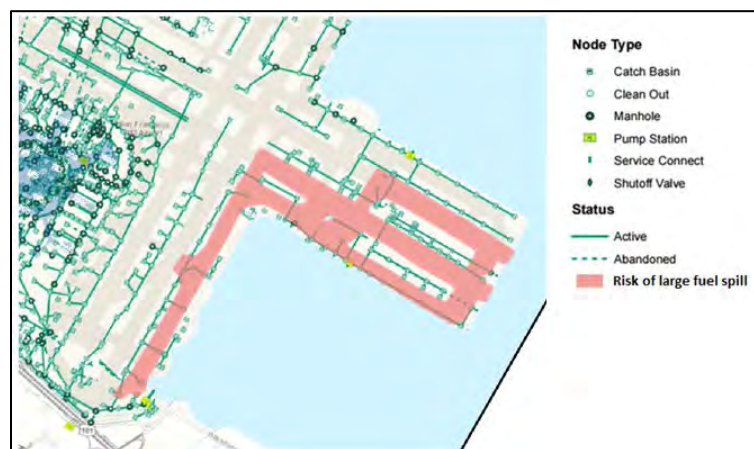 Node Type
Catch Basin
Clean Out
Manhole
Pump Station
Service Connect
Shutoff Valve
Status
Active
Abandoned
Risk of large fuel spill
101